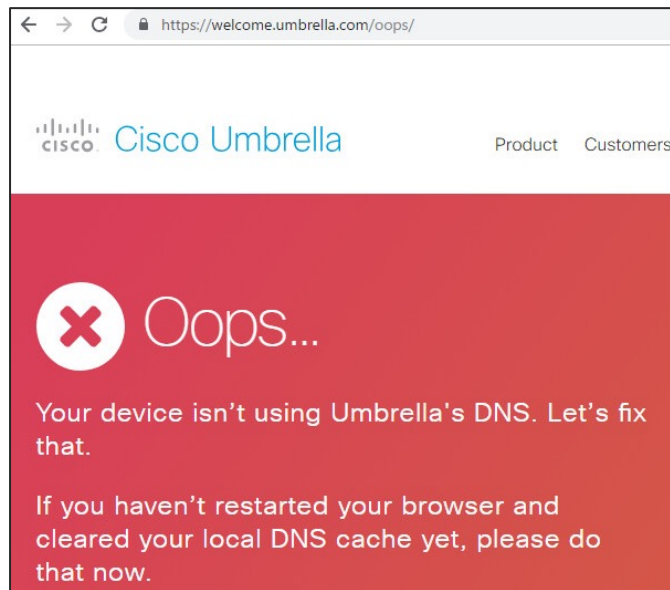 https://welcome.umbrella.com/oops/
cisco. Cisco Umbrella Product Customers
Oops...
Your device isn't using Umbrella's DNS. Let's fix
that.
If you haven't restarted your browser and
cleared your local DNS cache yet, please do
that now.